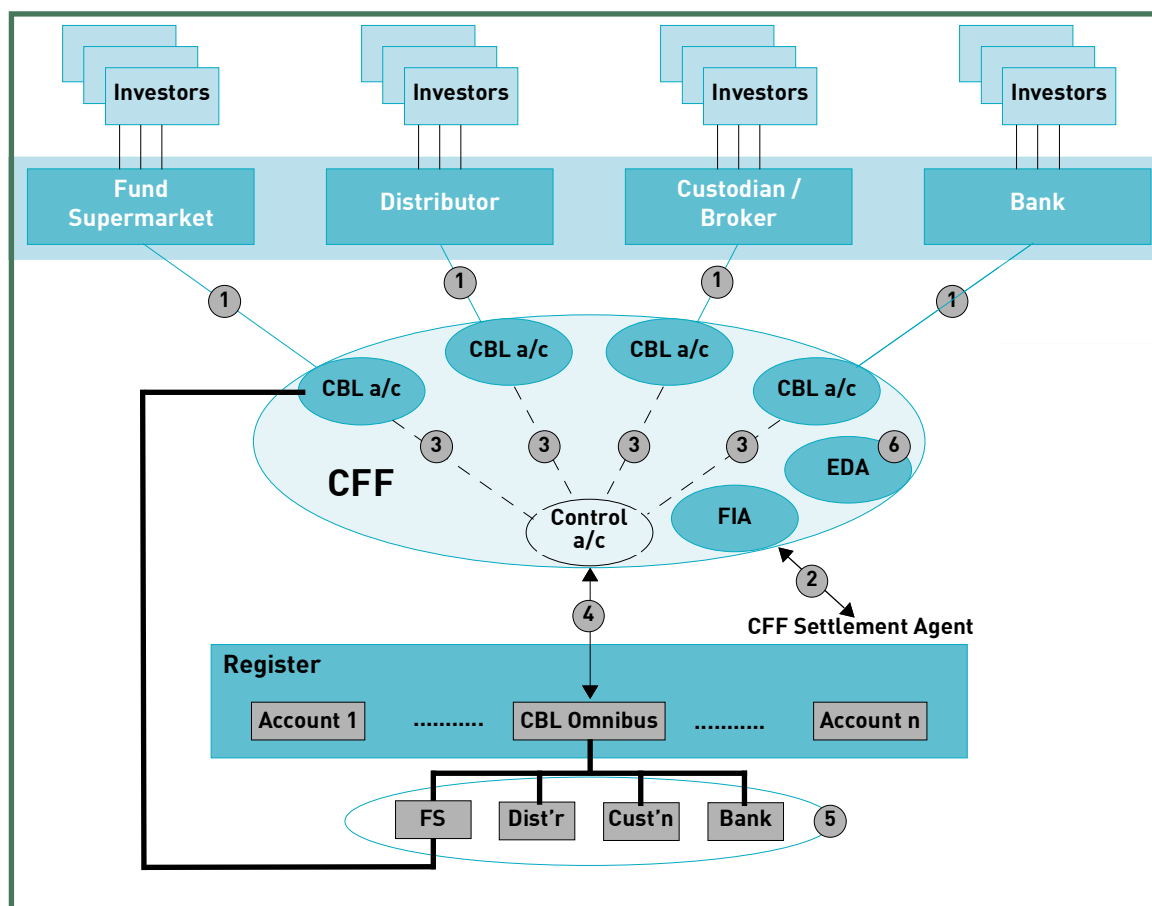 Investors
Investors
Investors
Investors
Fund
Supermarket
Distributor
Custodian /
Broker
Bank
1
1
1
1
CBL a/c
CBL a/c
CBL a/c
CBL a/c
3
3
3
3
6
EDA
CFF
FIA
Control
a/c
2
4
CFF Settlement Agent
Register
Account 1
...........
CBL Omnibus
...........
Account n
FS
Dist’r
Cust’n
Bank
5